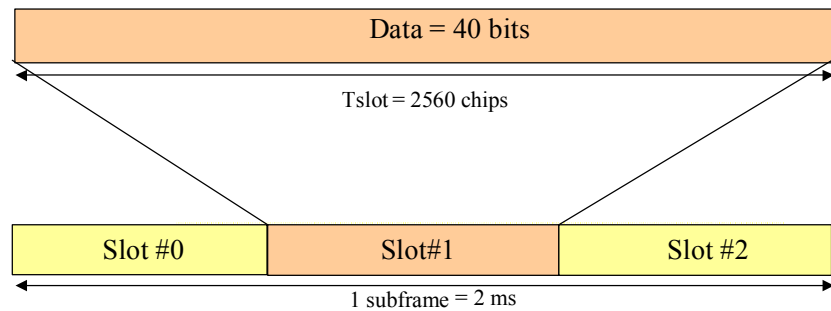 Data = 40 bits
Tslot = 2560 chips
Slot #0 Slot#1 Slot #2
1 subframe = 2 ms